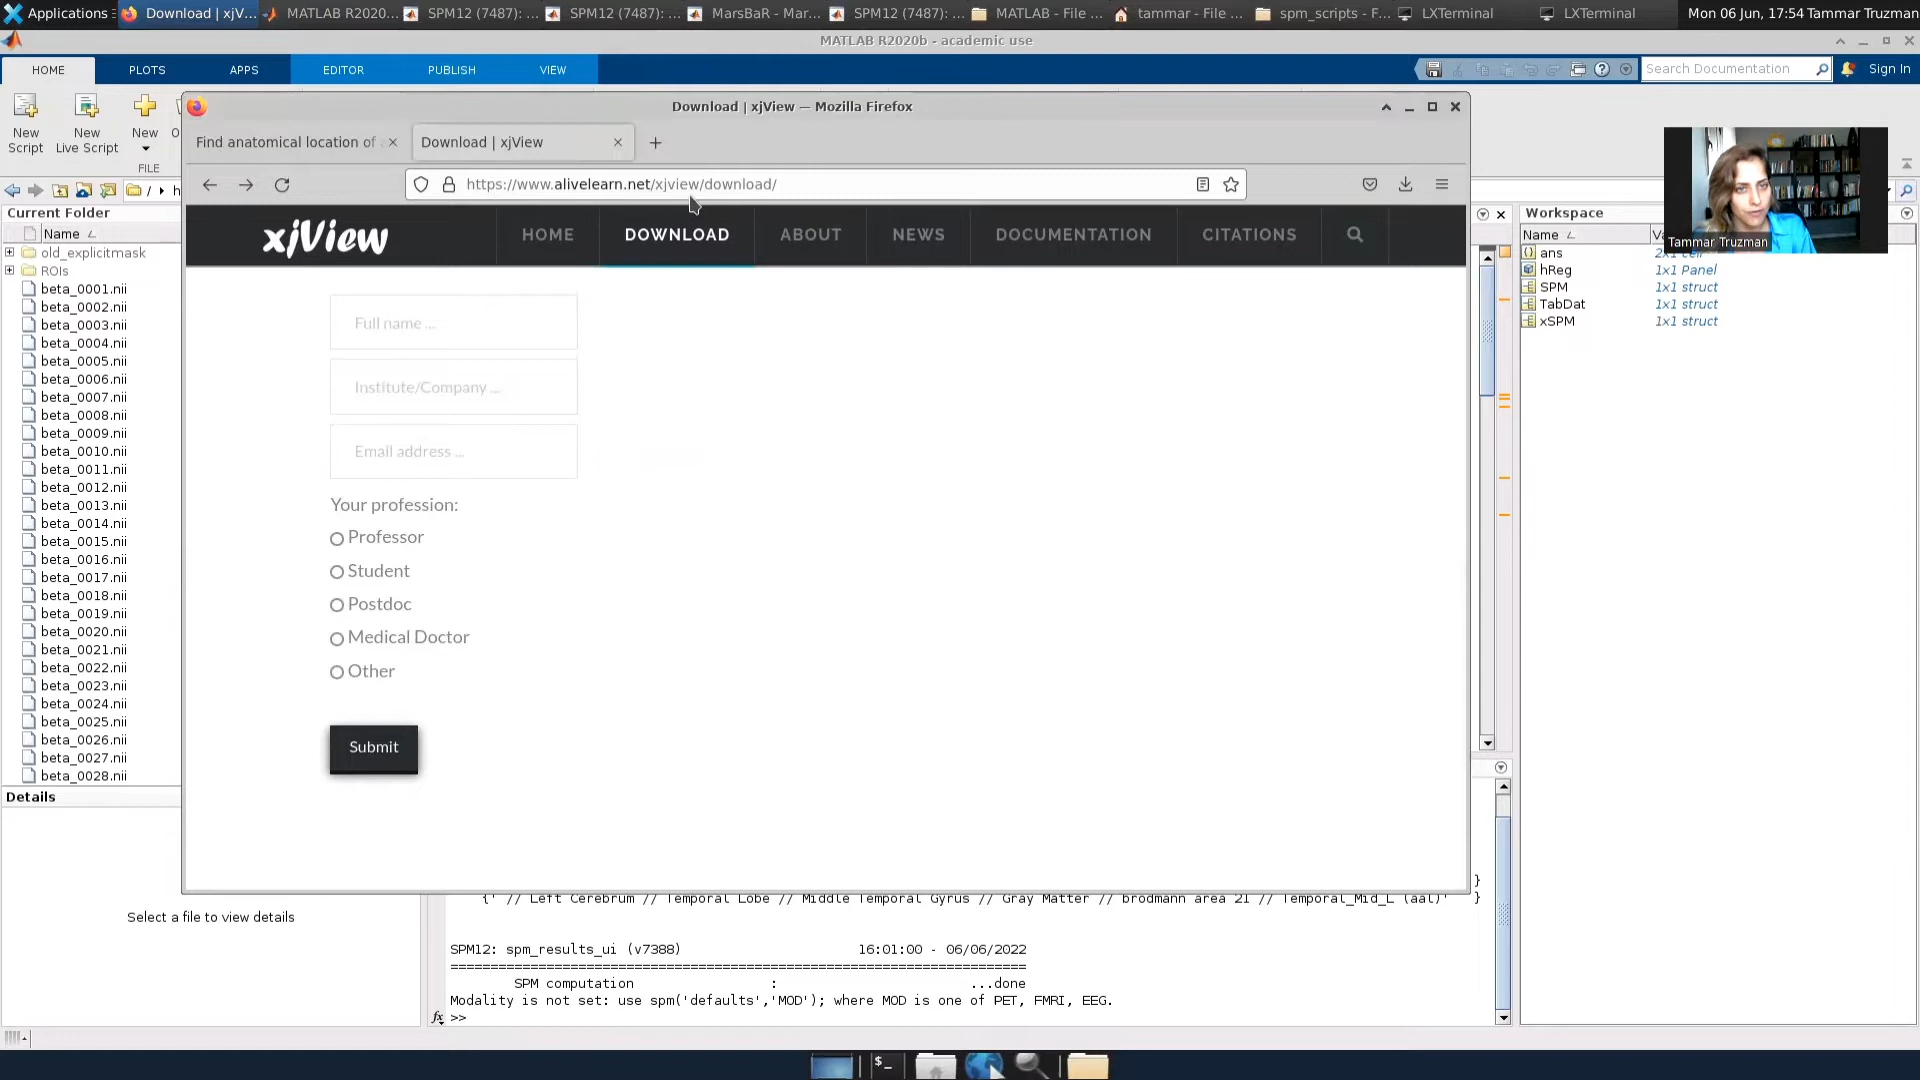 Applications
Download | xjV...
MATLAB R2020...
SPM12 (7487): ...
SPM12 (7487): ...
MarsBaR - Mar...
SPM12 (7487): ...
MATLAB - File ...
tammar - File ...
spm_scripts - F...
LXTerminal
LXTerminal
Mon 06 Jun, 17:54 Tammar Truzman
MATLAB R2020b - academic use
HOME
PLOTS
APPS
EDITOR
PUBLISH
VIEW
Search Documentation
Sign In
New Script
New Live Script
New
FILE
Download | xjView — Mozilla Firefox
Find anatomical location of
Download | xjView
https://www.alivelearn.net/xjview/download/
xjView
HOME
DOWNLOAD
ABOUT
NEWS
DOCUMENTATION
CITATIONS
Full name ...
Institute/Company ...
Email address ...
Your profession:
Professor
Student
Postdoc
Medical Doctor
Other
Submit
Current Folder
Name
old_explicitmask
ROIs
beta_0001.nii
beta_0002.nii
beta_0003.nii
beta_0004.nii
beta_0005.nii
beta_0006.nii
beta_0007.nii
beta_0008.nii
beta_0009.nii
beta_0010.nii
beta_0011.nii
beta_0012.nii
beta_0013.nii
beta_0014.nii
beta_0015.nii
beta_0016.nii
beta_0017.nii
beta_0018.nii
beta_0019.nii
beta_0020.nii
beta_0021.nii
beta_0022.nii
beta_0023.nii
beta_0024.nii
beta_0025.nii
beta_0026.nii
beta_0027.nii
beta_0028.nii
Details
Select a file to view details
Workspace
Name
ans
hReg 1x1 Panel
SPM 1x1 struct
TabDat 1x1 struct
xSPM 1x1 struct
Tammar Truzman
{' // Left Cerebrum // Temporal Lobe // Middle Temporal Gyrus // Gray Matter // brodmann area 21 // Temporal_Mid_L (aal)' }
SPM12: spm_results_ui (v7388) 16:01:00 - 06/06/2022
========================================================================
SPM computation : ...done
Modality is not set: use spm('defaults','MOD'); where MOD is one of PET, FMRI, EEG.
>>